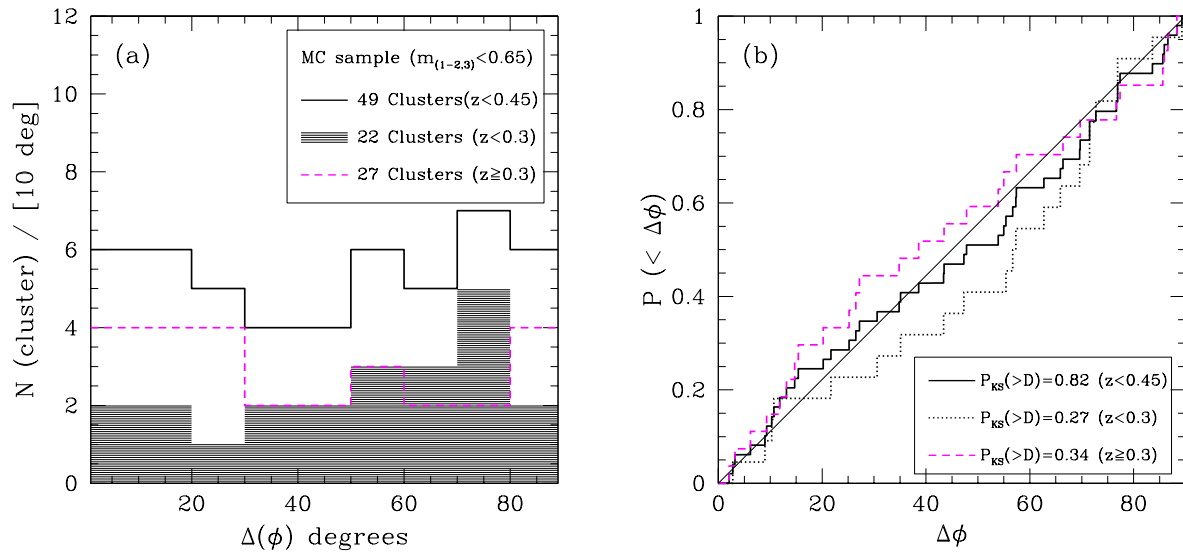 (a)
MC sample (m(1-2,3)<0.65)
49 Clusters(z<0.45)
22 Clusters (z<0.3)
27 Clusters (z≧0.3)
N (cluster) / [10 deg]
12
10
8
6
4
2
0
0 20 40 60 80
Δ(ϕ) degrees
(b)
P (< Δϕ)
1
0.8
0.6
0.4
0.2
0
PKS(>D)=0.82 (z<0.45)
PKS(>D)=0.27 (z<0.3)
PKS(>D)=0.34 (z≧0.3)
0 20 40 60 80
Δϕ